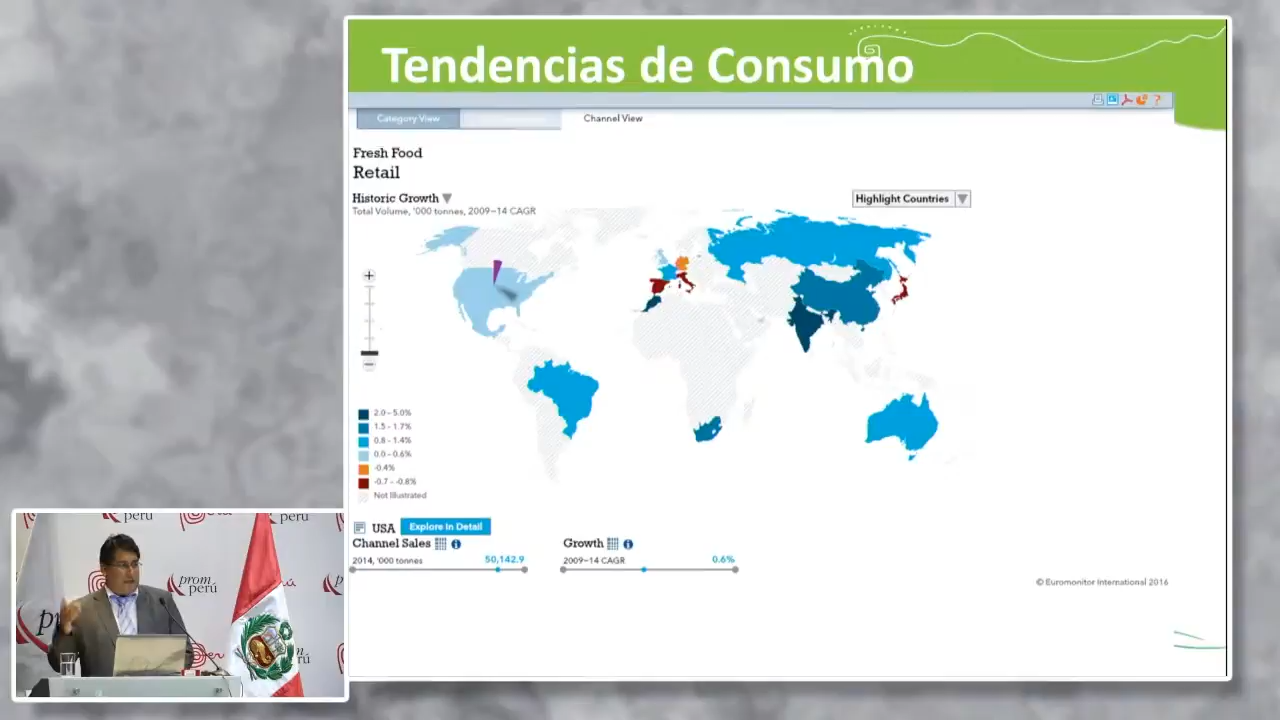 Tendencias de Consumo
Category View
Channel View
Fresh Food
Retail
Historic Growth
Total Volume, '000 tonnes, 2009–14 CAGR
Highlight Countries
+
2.0 – 5.0%
1.5 – 1.7%
0.8 – 1.4%
0.0 – 0.6%
-0.4%
-0.7 – -0.8%
Not Illustrated
USA
Explore in Detail
Channel Sales
2014, '000 tonnes
50,142.9
Growth
2009–14 CAGR
0.6%
© Euromonitor International 2016
perú
perú
prom
perú